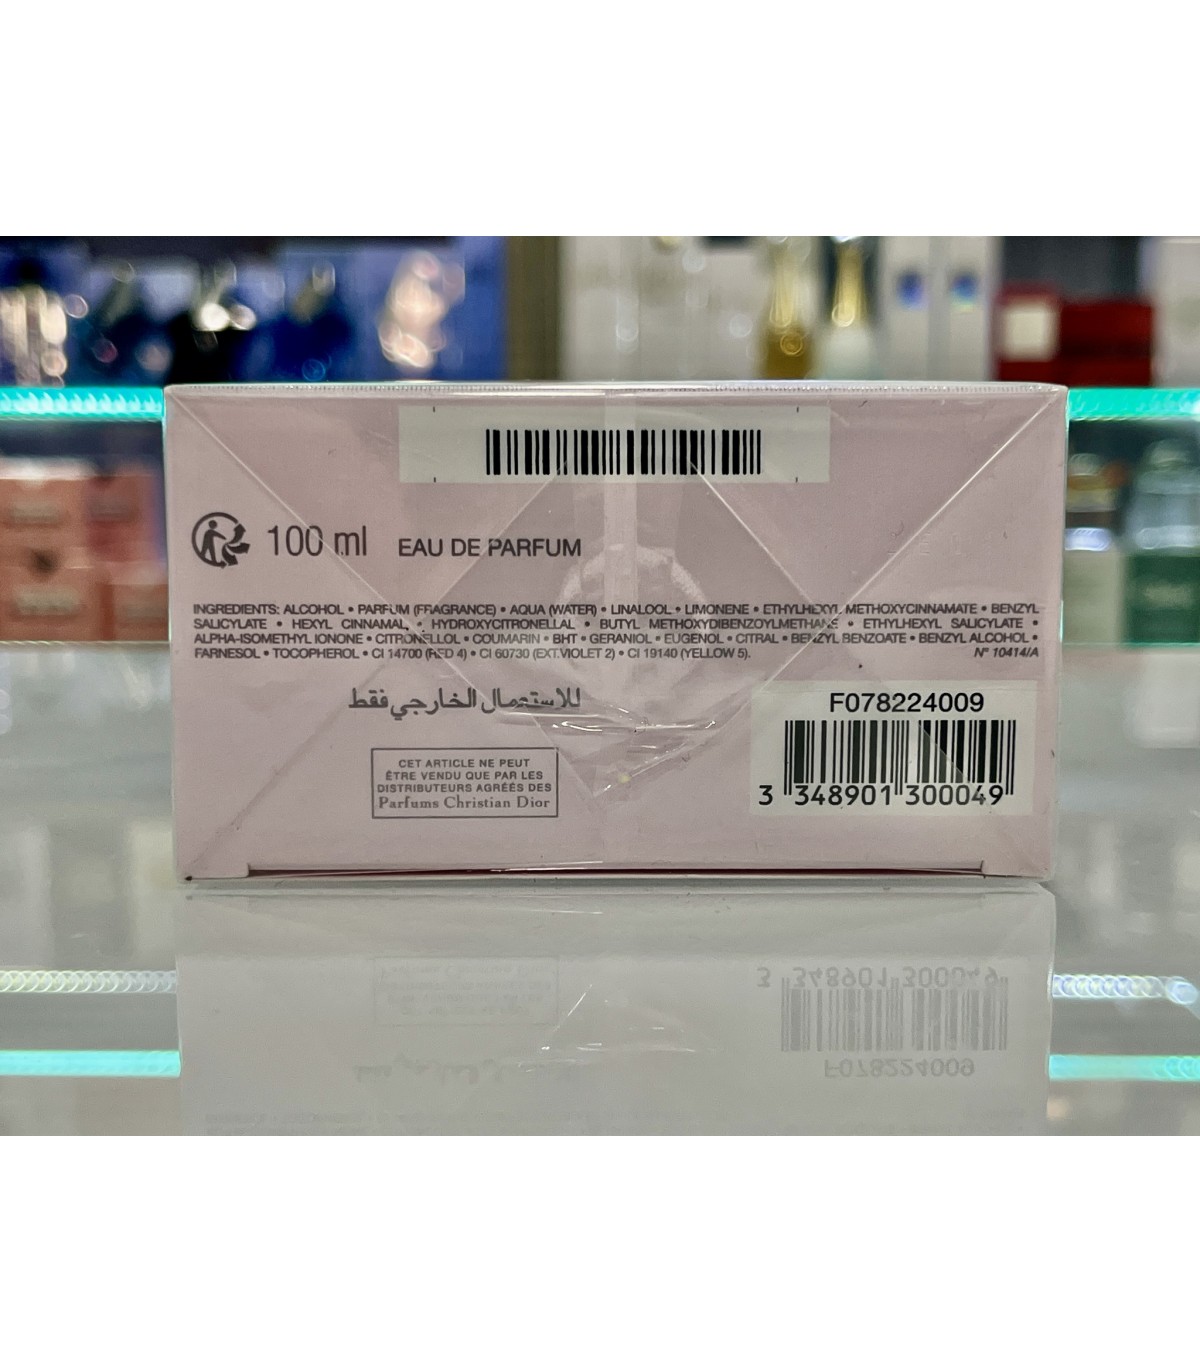 100 ml EAU DE PARFUM
INGREDIENTS: ALCOHOL • PARFUM (FRAGRANCE) • AQUA (WATER) • LINALOOL • LIMONENE • ETHYLHEXYL METHOXYCINNAMATE • BENZYL
SALICYLATE • HEXYL CINNAMAL • HYDROXYCITRONELLAL • BUTYL METHOXYDIBENZOYLMETHANE • ETHYLHEXYL SALICYLATE •
ALPHA-ISOMETHYL IONONE • CITRONELLOL • COUMARIN • BHT • GERANIOL • EUGENOL • CITRAL • BENZYL BENZOATE • BENZYL ALCOHOL •
FARNESOL • TOCOPHEROL • CI 14700 (RED 4) • CI 60730 (EXT.VIOLET 2) • CI 19140 (YELLOW 5). N° 10414/A
للاستعمال الخارجي فقط
F078224009
3 348901 300049
CET ARTICLE NE PEUT
ÊTRE VENDU QUE PAR LES
DISTRIBUTEURS AGRÉÉS DES
Parfums Christian Dior